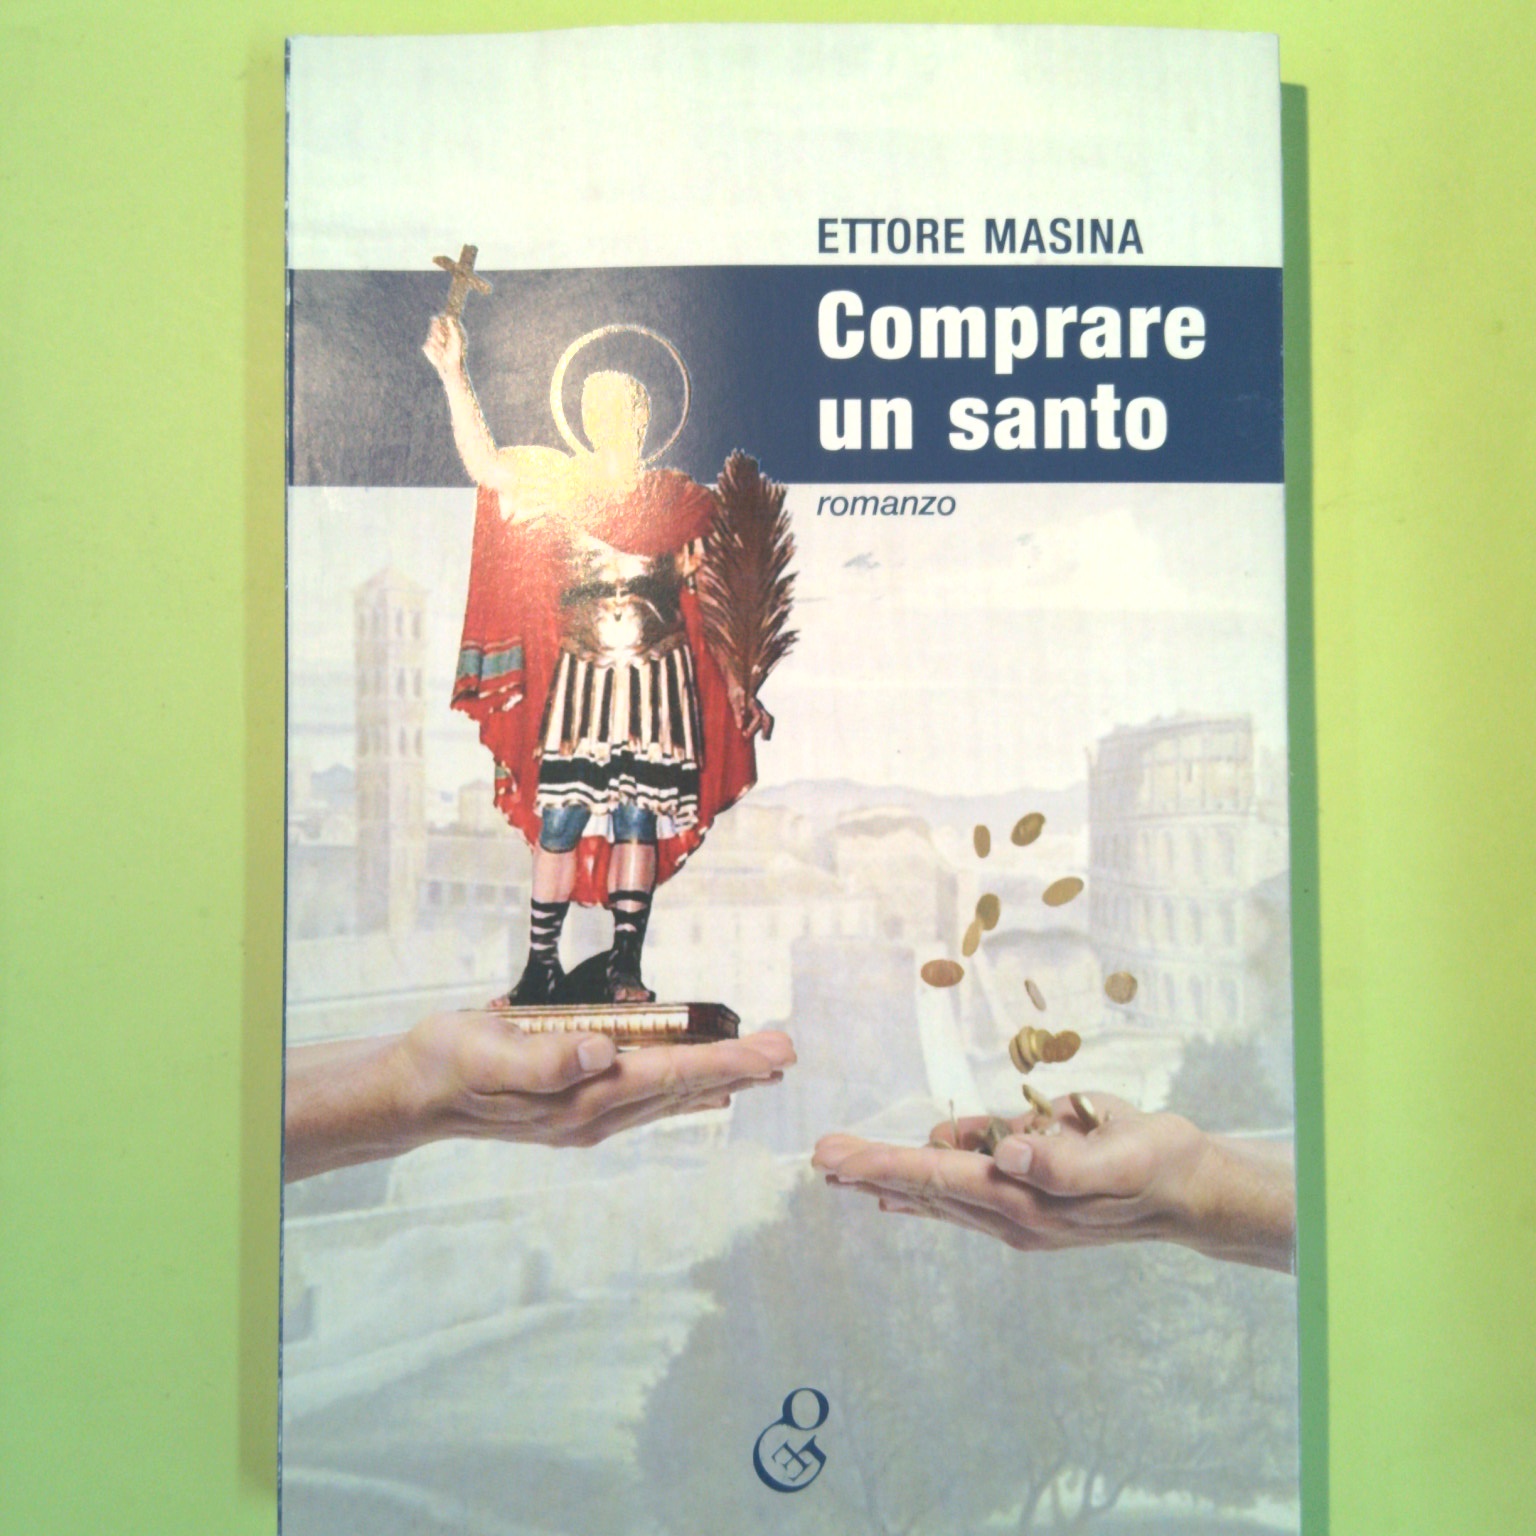 ETTORE MASINA
Comprare
un santo
romanzo